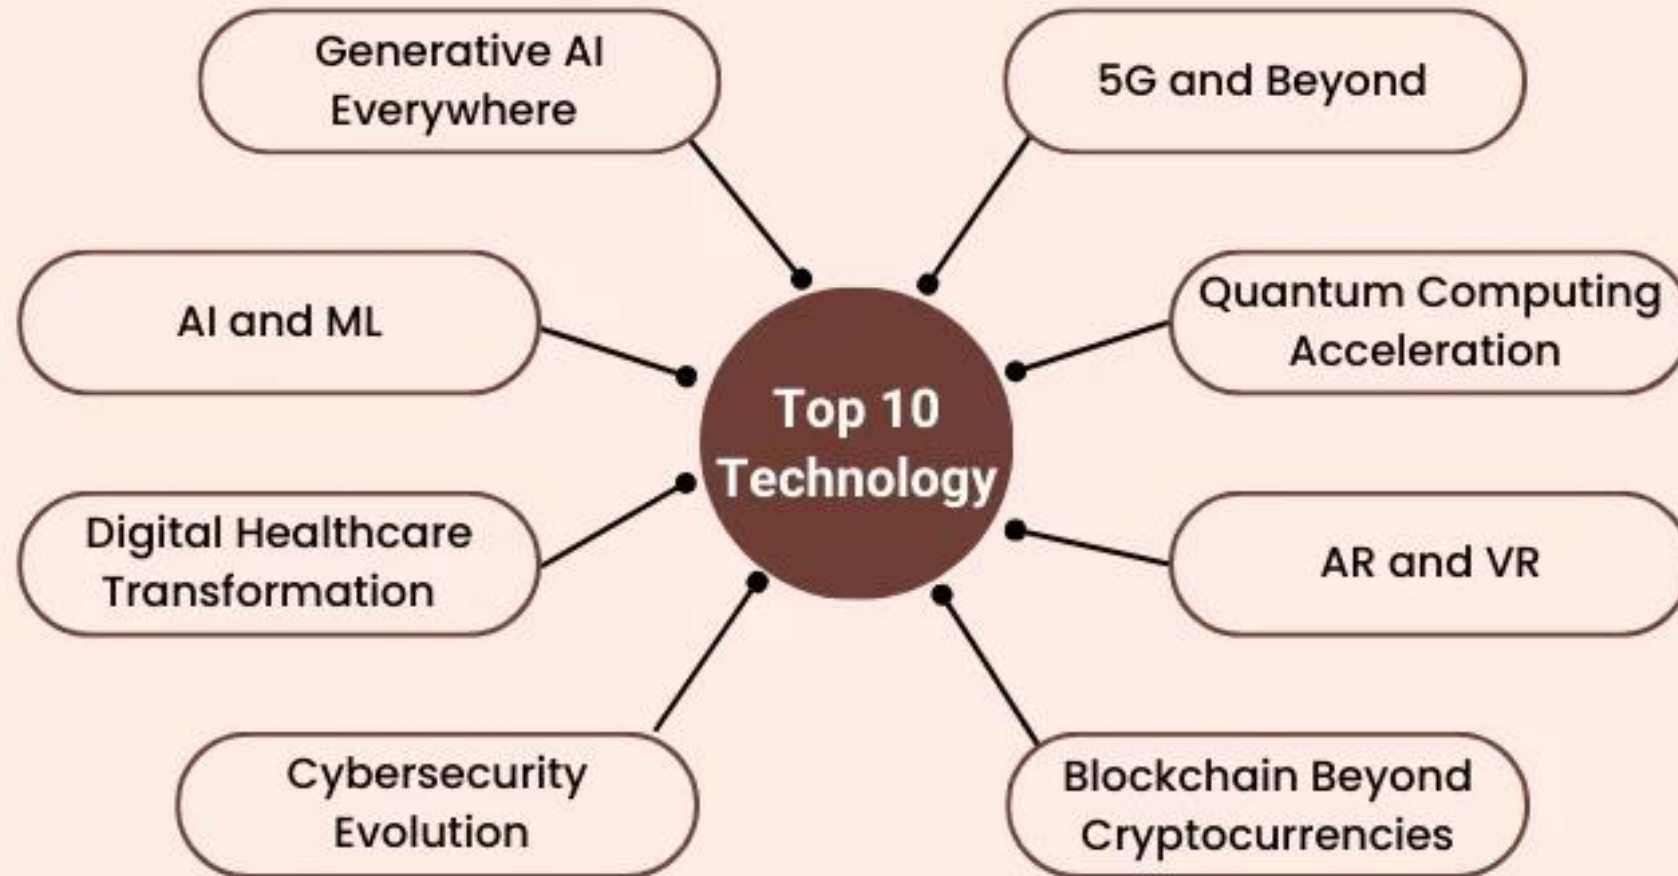 Generative AI
Everywhere
5G and Beyond
AI and ML
Quantum Computing
Acceleration
Top 10
Technology
Digital Healthcare
Transformation
AR and VR
Cybersecurity
Evolution
Blockchain Beyond
Cryptocurrencies